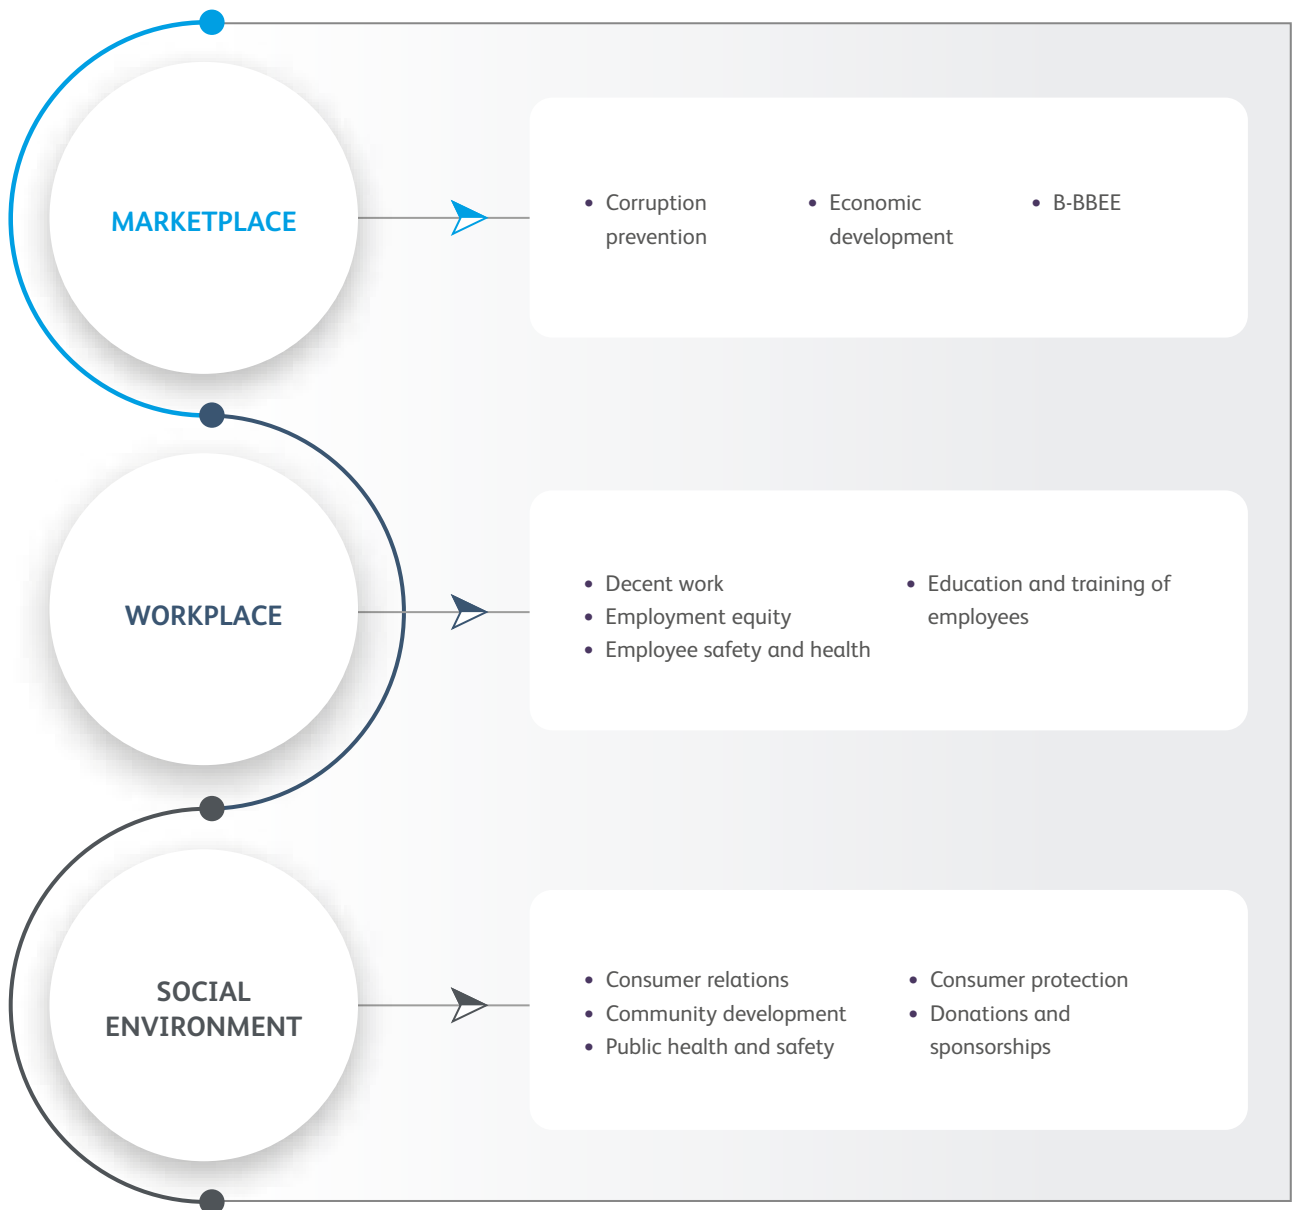 MARKETPLACE
• Corruption
prevention
• Economic
development
• B-BBEE
WORKPLACE
• Decent work
• Employment equity
• Employee safety and health
• Education and training of
employees
SOCIAL
ENVIRONMENT
• Consumer relations
• Community development
• Public health and safety
• Consumer protection
• Donations and
sponsorships